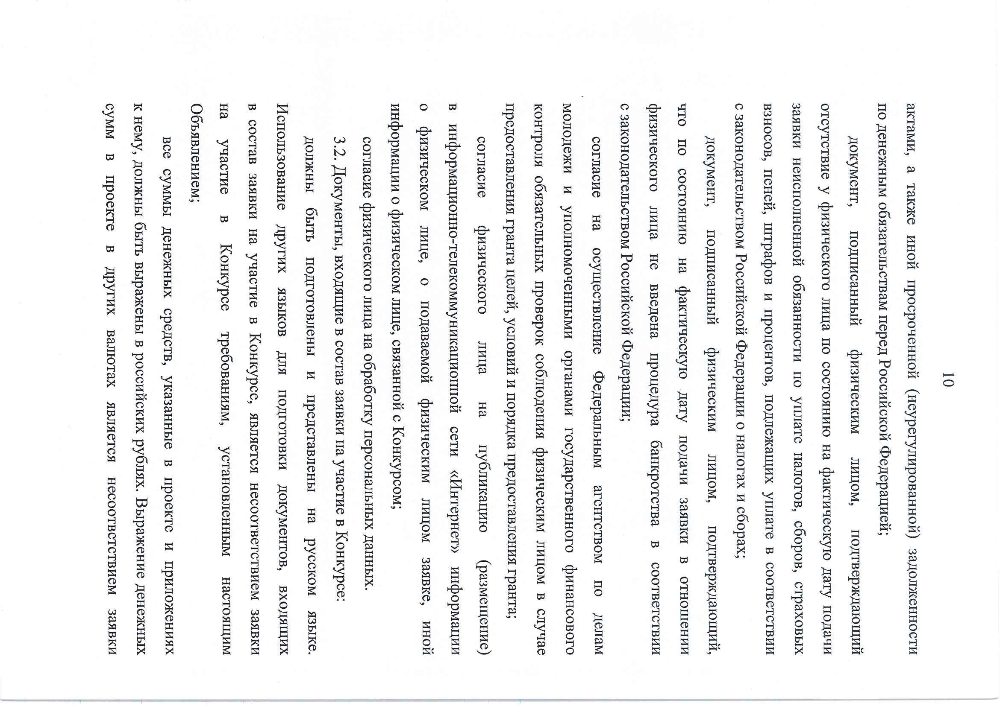 10
актами, а также иной просроченной (неурегулированной) задолженности
по денежным обязательствам перед Российской Федерацией;
документ, подписанный физическим лицом, подтверждающий
отсутствие у физического лица по состоянию на фактическую дату подачи
заявки неисполненной обязанности по уплате налогов, сборов, страховых
взносов, пеней, штрафов и процентов, подлежащих уплате в соответствии
с законодательством Российской Федерации о налогах и сборах;
документ, подписанный физическим лицом, подтверждающий,
что по состоянию на фактическую дату подачи заявки в отношении
физического лица не введена процедура банкротства в соответствии
с законодательством Российской Федерации;
согласие на осуществление Федеральным агентством по делам
молодежи и уполномоченными органами государственного финансового
контроля обязательных проверок соблюдения физическим лицом в случае
предоставления гранта целей, условий и порядка предоставления гранта;
согласие физического лица на публикацию (размещение)
в информационно-телекоммуникационной сети «Интернет» информации
о физическом лице, о подаваемой физическим лицом заявке, иной
информации о физическом лице, связанной с Конкурсом;
согласие физического лица на обработку персональных данных.
3.2. Документы, входящие в состав заявки на участие в Конкурсе:
должны быть подготовлены и представлены на русском языке.
Использование других языков для подготовки документов, входящих
в состав заявки на участие в Конкурсе, является несоответствием заявки
на участие в Конкурсе требованиям, установленным настоящим
Объявлением;
все суммы денежных средств, указанные в проекте и приложениях
к нему, должны быть выражены в российских рублях. Выражение денежных
сумм в проекте в других валютах является несоответствием заявки